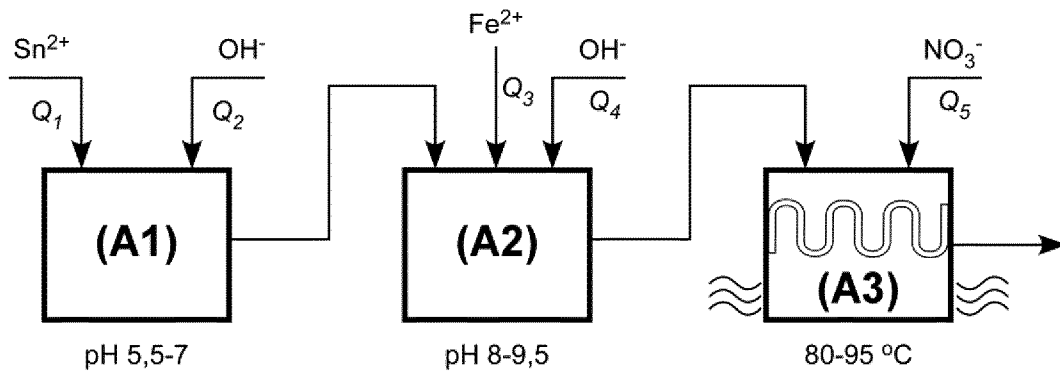 Sn²⁺ OH⁻ Fe²⁺ OH⁻ NO₃⁻
Q₁ Q₂ Q₃ Q₄ Q₅
(A1) (A2) (A3)
pH 5,5-7 pH 8-9,5 80-95 ºC